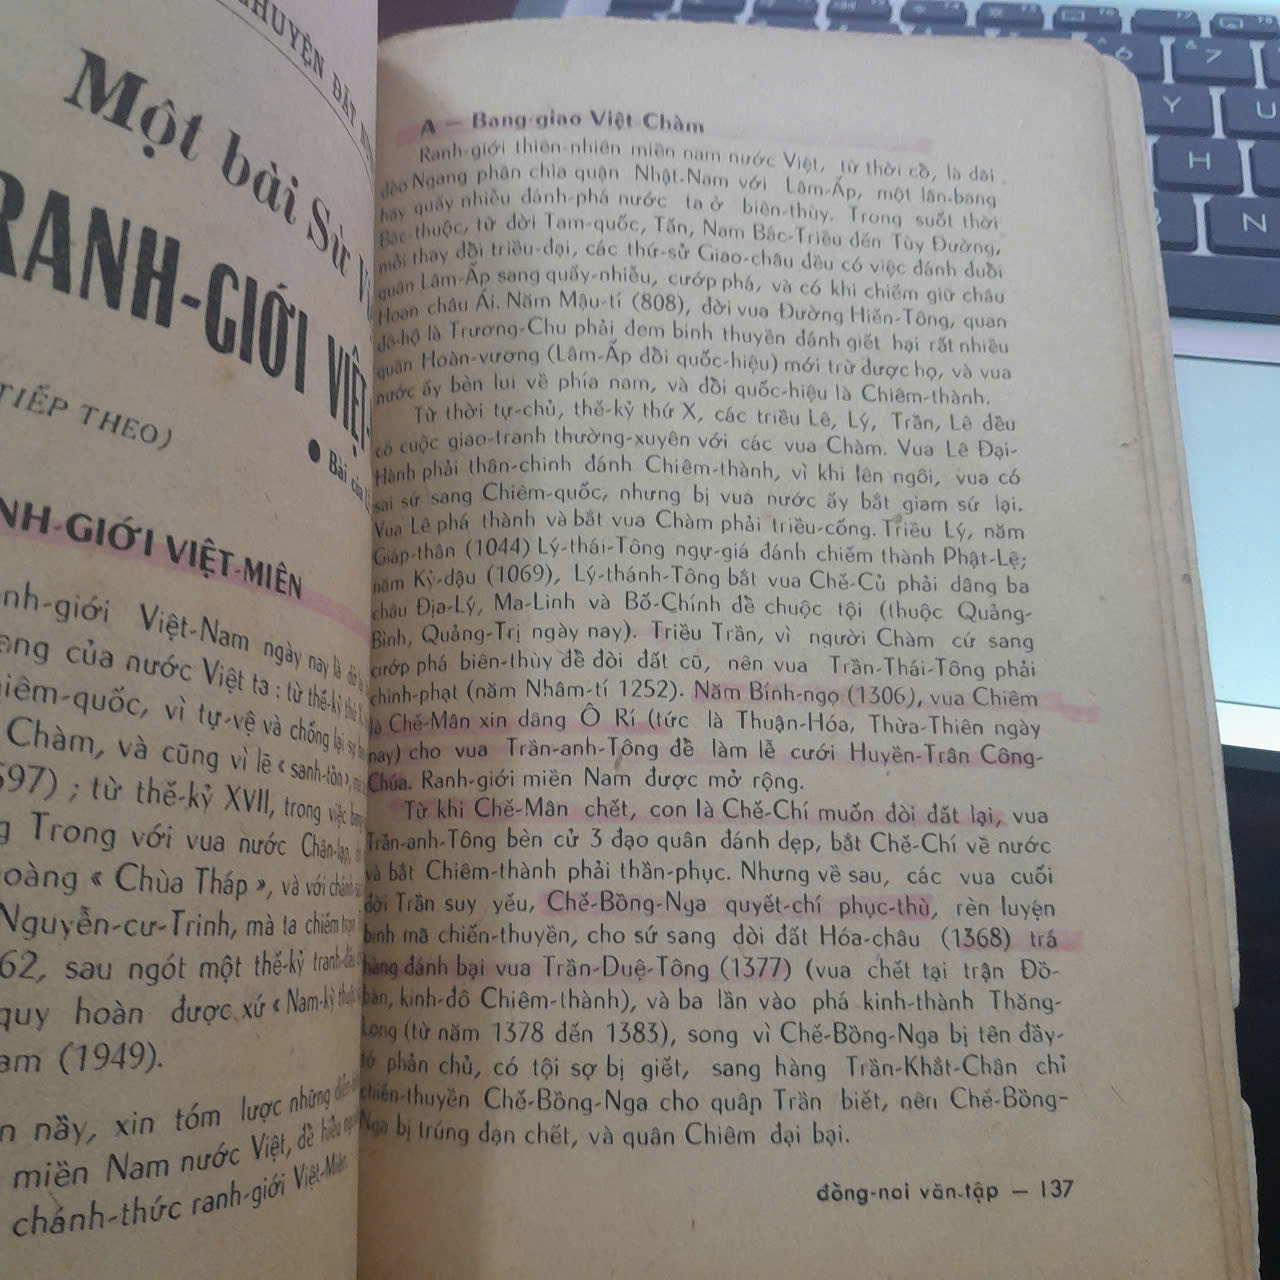 CHUYỆN ĐẤT
Một bài Sử
RANH-GIỚI VIỆT-
TIẾP THEO)
● Bài của
NH-GIỚI VIỆT-MIÊN
anh-giới Việt-Nam ngày nay là
ang của nước Việt ta : từ thế-kỷ thứ X
iêm-quốc, vì tự-vệ và chống lại sự
Chàm, và cũng vì lẽ « sanh-tồn »,
597) ; từ thế-kỷ XVII, trong việc bang
g Trong với vua nước Chân-lạp,
oàng « Chùa Tháp », và với chánh-sách
Nguyễn-cư-Trinh, mà ta chiếm trọn
62, sau ngót một thế-kỷ tranh-đấu
quy hoàn được xứ « Nam-kỳ thuộc
am (1949).
n nầy, xin tóm lược những diễn
miền Nam nước Việt, để hiểu
chánh-thức ranh-giới Việt-Miên.
A — Bang-giao Việt-Chàm
Ranh-giới thiên-nhiên miền nam nước Việt, từ thời cổ, là dãi
đèo Ngang phân chia quận Nhật-Nam với Lâm-Ấp, một lân-bang
hay quấy nhiễu đánh-phá nước ta ở biên-thùy. Trong suốt thời
Bắc-thuộc, từ đời Tam-quốc, Tấn, Nam Bắc-Triều đến Tùy Đường,
mỗi thay đổi triều-đại, các thứ-sử Giao-châu đều có việc đánh đuổi
quân Lâm-Ấp sang quấy-nhiễu, cướp phá, và có khi chiếm giữ châu
Hoan châu Ái. Năm Mậu-tí (808), đời vua Đường Hiến-Tông, quan
đô-hộ là Trương-Chu phải đem binh thuyền đánh giết hại rất nhiều
quân Hoàn-vương (Lâm-Ấp đổi quốc-hiệu) mới trừ được họ, và vua
nước ấy bèn lui về phía nam, và đổi quốc-hiệu là Chiêm-thành.
Từ thời tự-chủ, thế-kỷ thứ X, các triều Lê, Lý, Trần, Lê đều
có cuộc giao-tranh thường-xuyên với các vua Chàm. Vua Lê Đại-
Hành phải thân-chinh đánh Chiêm-thành, vì khi lên ngôi, vua có
sai sứ sang Chiêm-quốc, nhưng bị vua nước ấy bắt giam sứ lại.
Vua Lê phá thành và bắt vua Chàm phải triều-cống. Triều Lý, năm
Giáp-thân (1044) Lý-thái-Tông ngự-giá đánh chiếm thành Phật-Lệ;
năm Kỷ-dậu (1069), Lý-thánh-Tông bắt vua Chế-Củ phải dâng ba
châu Địa-Lý, Ma-Linh và Bố-Chính để chuộc tội (thuộc Quảng-
Bình, Quảng-Trị ngày nay). Triều Trần, vì người Chàm cứ sang
cướp phá biên-thùy để đòi đất cũ, nên vua Trần-Thái-Tông phải
chinh-phạt (năm Nhâm-tí 1252). Năm Bính-ngọ (1306), vua Chiêm
là Chế-Mân xin dâng Ô Rí (tức là Thuận-Hóa, Thừa-Thiên ngày
nay) cho vua Trần-anh-Tông để làm lễ cưới Huyền-Trân Công-
Chúa. Ranh-giới miền Nam được mở rộng.
Từ khi Chế-Mân chết, con là Chế-Chí muốn đòi đất lại, vua
Trần-anh-Tông bèn cử 3 đạo quân đánh dẹp, bắt Chế-Chí về nước
và bắt Chiêm-thành phải thần-phục. Nhưng về sau, các vua cuối
đời Trần suy yếu, Chế-Bồng-Nga quyết-chí phục-thù, rèn luyện
binh mã chiến-thuyền, cho sứ sang đòi đất Hóa-châu (1368) trá
hàng đánh bại vua Trần-Duệ-Tông (1377) (vua chết tại trận Đồ-
bàn, kinh-đô Chiêm-thành), và ba lần vào phá kinh-thành Thăng-
Long (từ năm 1378 đến 1383), song vì Chế-Bồng-Nga bị tên đầy-
tớ phản chủ, có tội sợ bị giết, sang hàng Trần-Khắt-Chân chỉ
chiến-thuyền Chế-Bồng-Nga cho quân Trần biết, nên Chế-Bồng-
Nga bị trúng đạn chết, và quân Chiêm đại bại.
đồng-nai văn-tập — 137